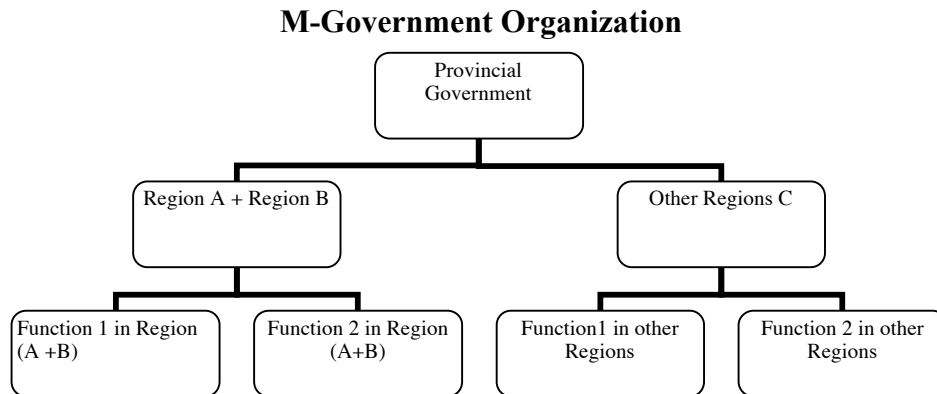 M-Government Organization
Provincial
Government
Region A + Region B
Other Regions C
Function 1 in Region
(A +B)
Function 2 in Region
(A+B)
Function1 in other
Regions
Function 2 in other
Regions